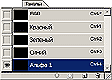 Каналы
RGB Ctrl+~
Красный Ctrl+1
Зеленый Ctrl+2
Синий Ctrl+3
Альфа 1 Ctrl+4